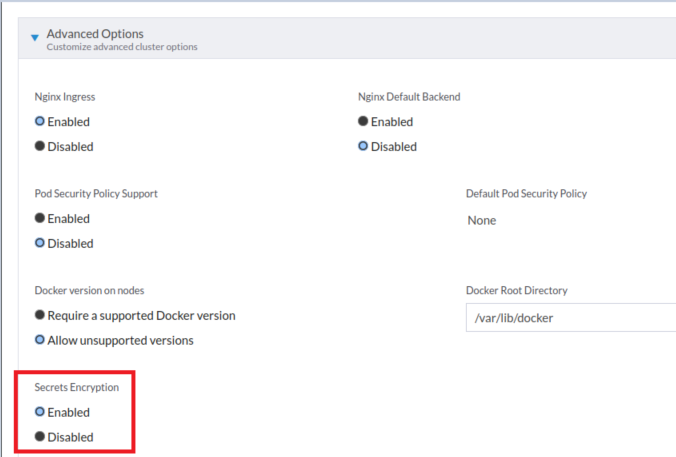 Advanced Options
Customize advanced cluster options
Nginx Ingress
Enabled
Disabled
Nginx Default Backend
Enabled
Disabled
Pod Security Policy Support
Enabled
Disabled
Default Pod Security Policy
None
Docker version on nodes
Require a supported Docker version
Allow unsupported versions
Docker Root Directory
/var/lib/docker
Secrets Encryption
Enabled
Disabled